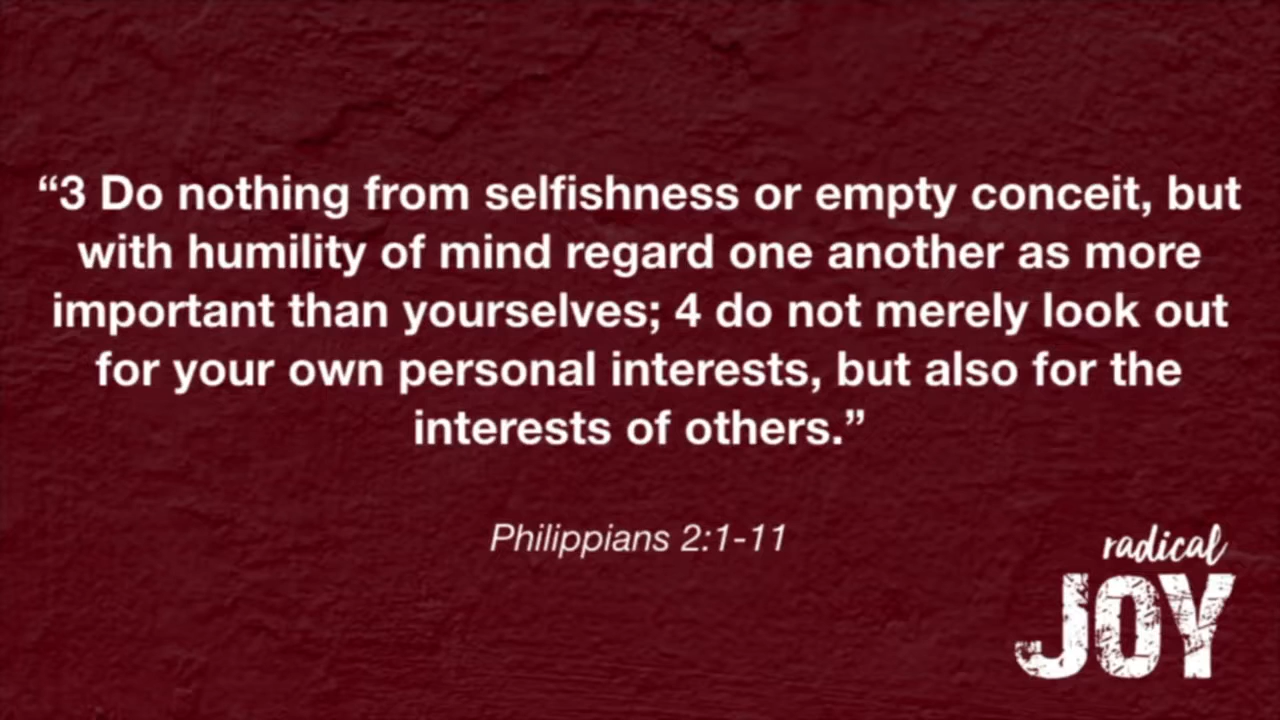 “3 Do nothing from selfishness or empty conceit, but
with humility of mind regard one another as more
important than yourselves; 4 do not merely look out
for your own personal interests, but also for the
interests of others.”
Philippians 2:1-11
radical
JOY